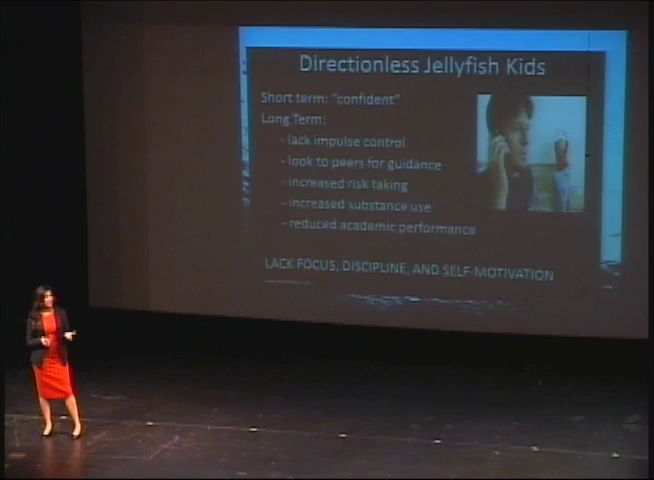 Directionless Jellyfish Kids
Short term: "confident"
Long Term:
- lack impulse control
- look to peers for guidance
- increased risk taking
- increased substance use
- reduced academic performance
LACK FOCUS, DISCIPLINE, AND SELF-MOTIVATION